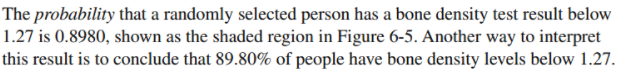 The probability that a randomly selected person has a bone density test result below
1.27 is 0.8980, shown as the shaded region in Figure 6-5. Another way to interpret
this result is to conclude that 89.80% of people have bone density levels below 1.27.